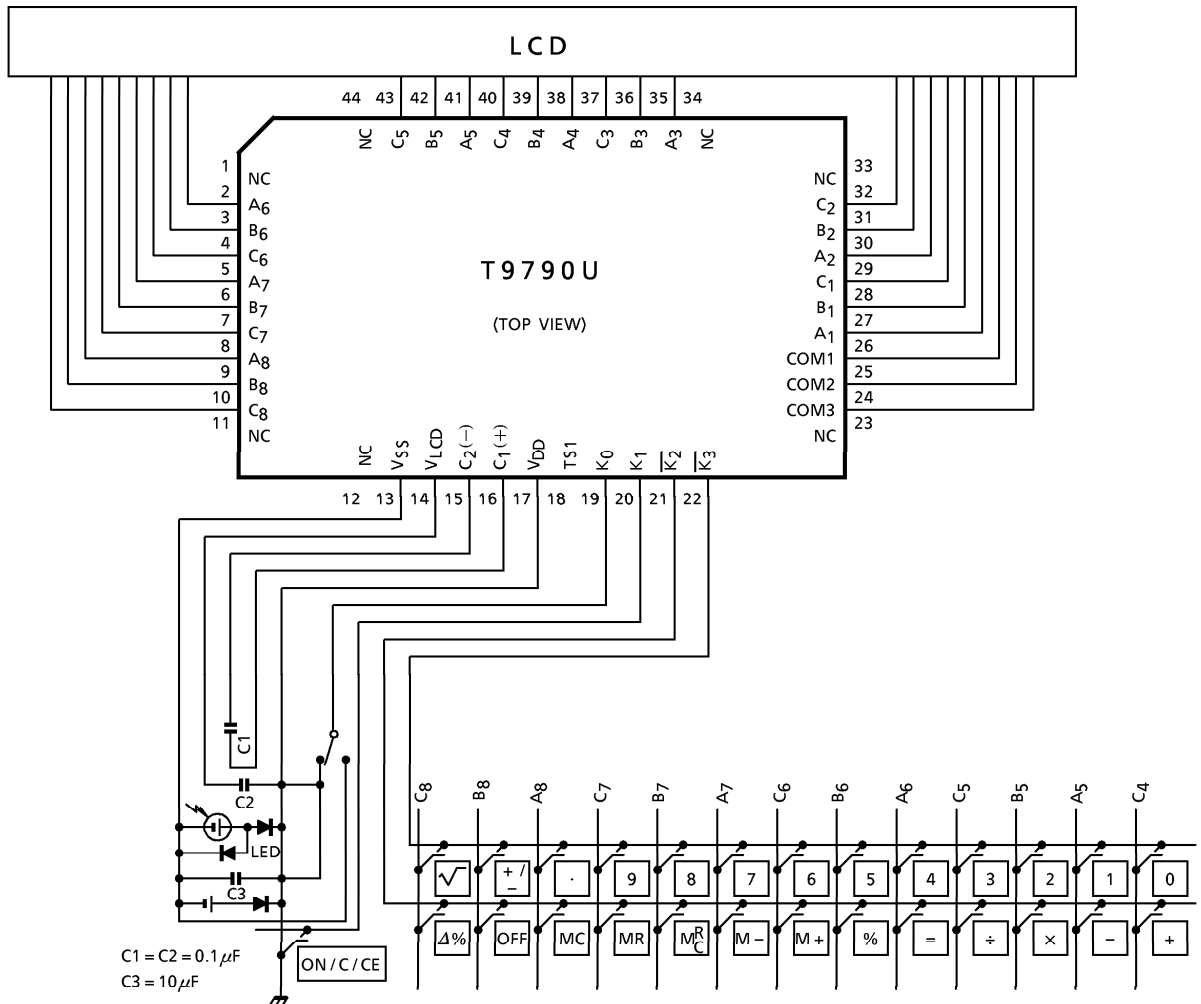 LCD
44 43 42 41 40 39 38 37 36 35 34
NC C5 B5 A5 C4 B4 A4 C3 B3 A3 NC
1 NC
2 A6
3 B6
4 C6
5 A7
6 B7
7 C7
8 A8
9 B8
10 C8
11 NC
T9790U
(TOP VIEW)
33 NC
32 C2
31 B2
30 A2
29 C1
28 B1
27 A1
26 COM1
25 COM2
24 COM3
23 NC
NC VSS VLCD C2(−) C1(+) VDD TS1 K0 K1 K̅2 K̅3
12 13 14 15 16 17 18 19 20 21 22
C1
C2
LED
C3
C8 B8 A8 C7 B7 A7 C6 B6 A6 C5 B5 A5 C4
√ +/− · 9 8 7 6 5 4 3 2 1 0
Δ% OFF MC MR MRC M− M+ % = ÷ × − +
ON/C/CE
C1 = C2 = 0.1μF
C3 = 10μF